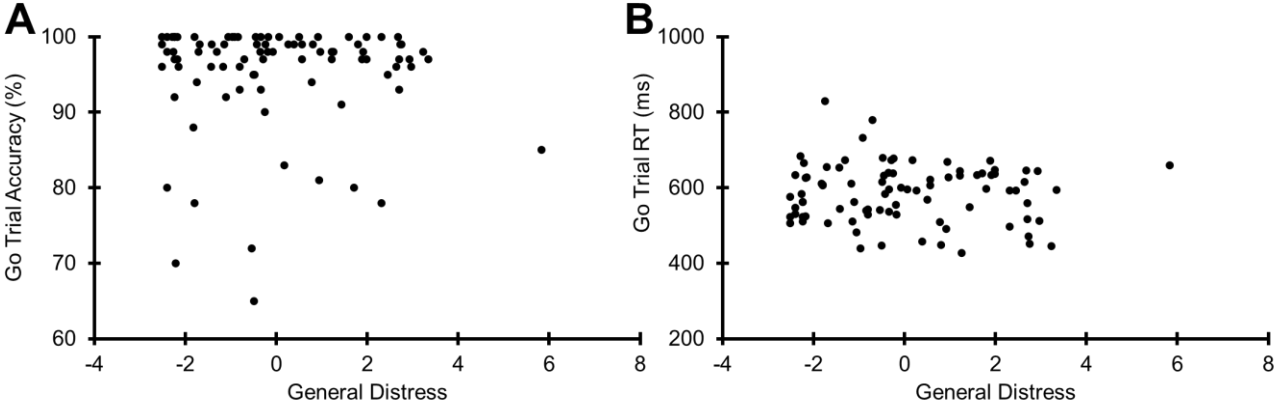 A
Go Trial Accuracy (%)
100
90
80
70
60
-4 -2 0 2 4 6 8
General Distress
B
Go Trial RT (ms)
1000
800
600
400
200
-4 -2 0 2 4 6 8
General Distress